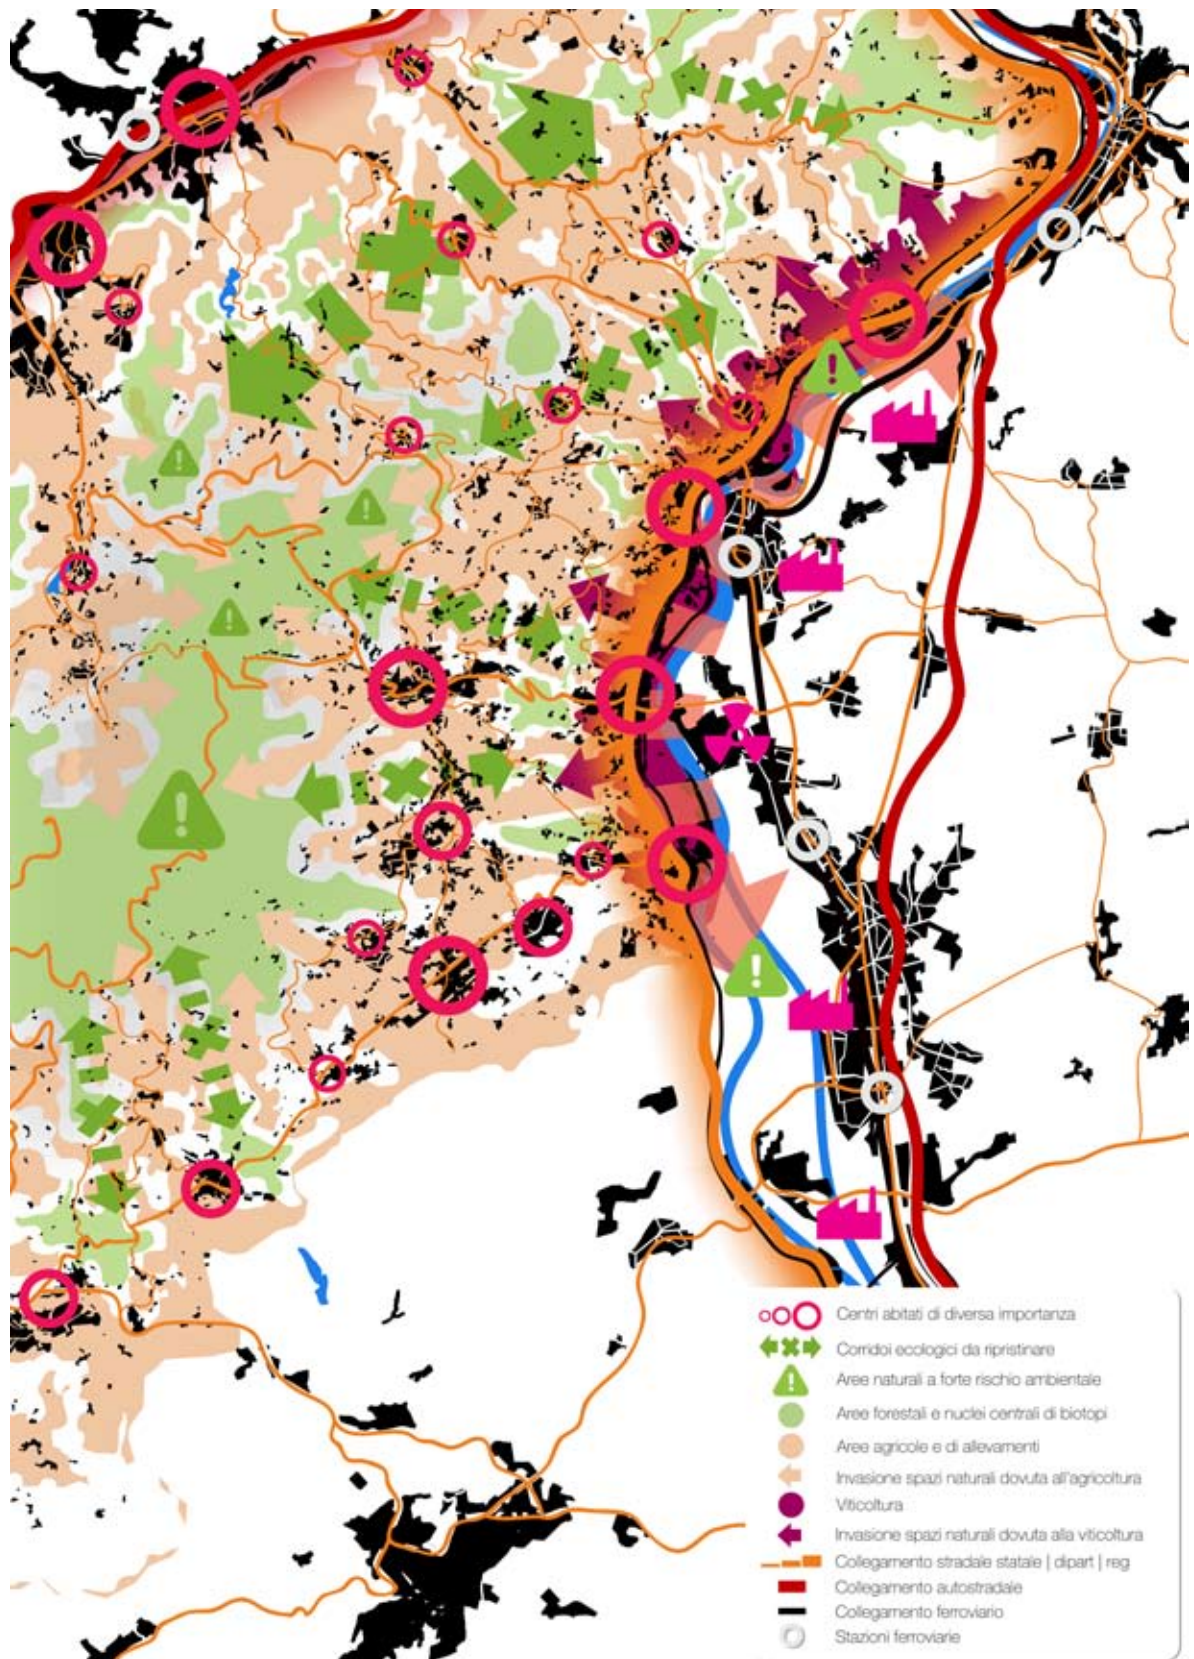 Centri abitati di diversa importanza
Corridoi ecologici da ripristinare
Aree naturali a forte rischio ambientale
Aree forestali e nuclei centrali di biotopi
Aree agricole e di allevamenti
Invasione spazi naturali dovuta all'agricoltura
Viticoltura
Invasione spazi naturali dovuta alla viticoltura
Collegamento stradale statale | dipart | reg
Collegamento autostradale
Collegamento ferroviario
Stazioni ferroviarie